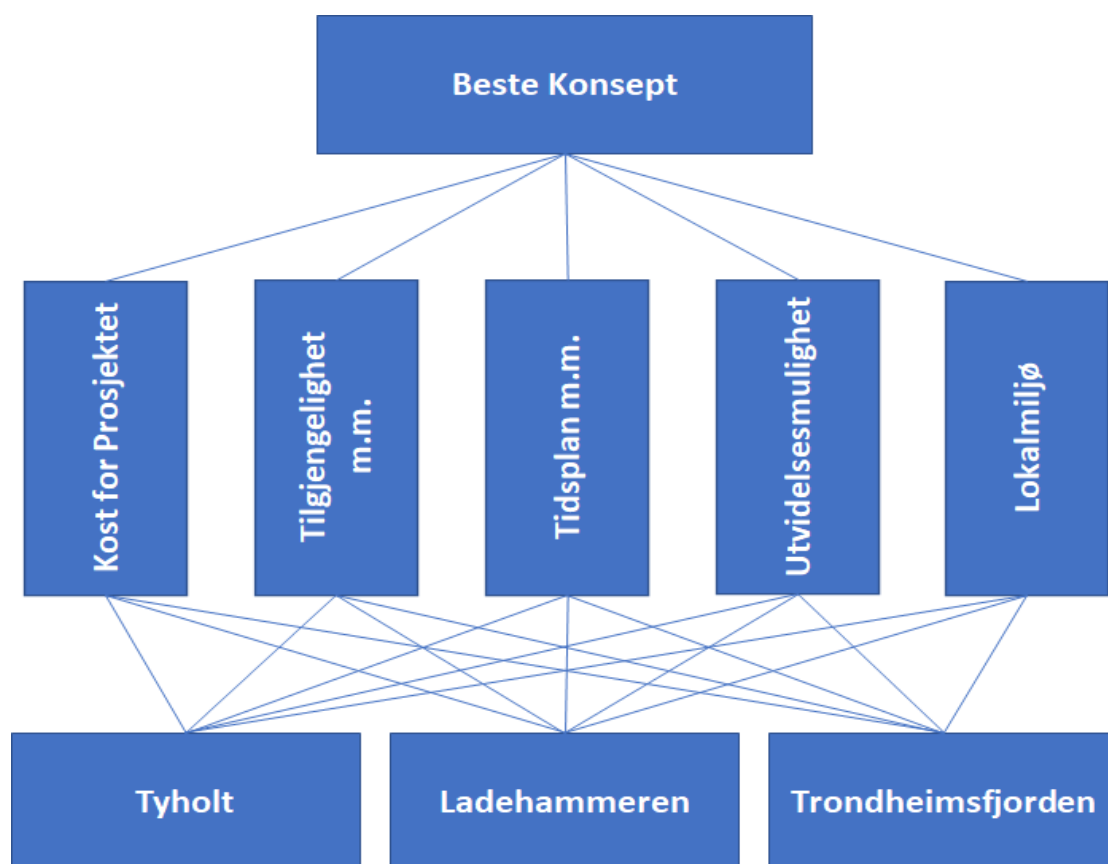 Beste Konsept
Kost for Prosjektet
Tilgjengelighet
m.m.
Tidsplan m.m.
Utvidelsesmulighet
Lokalmiljø
Tyholt
Ladehammeren
Trondheimsfjorden